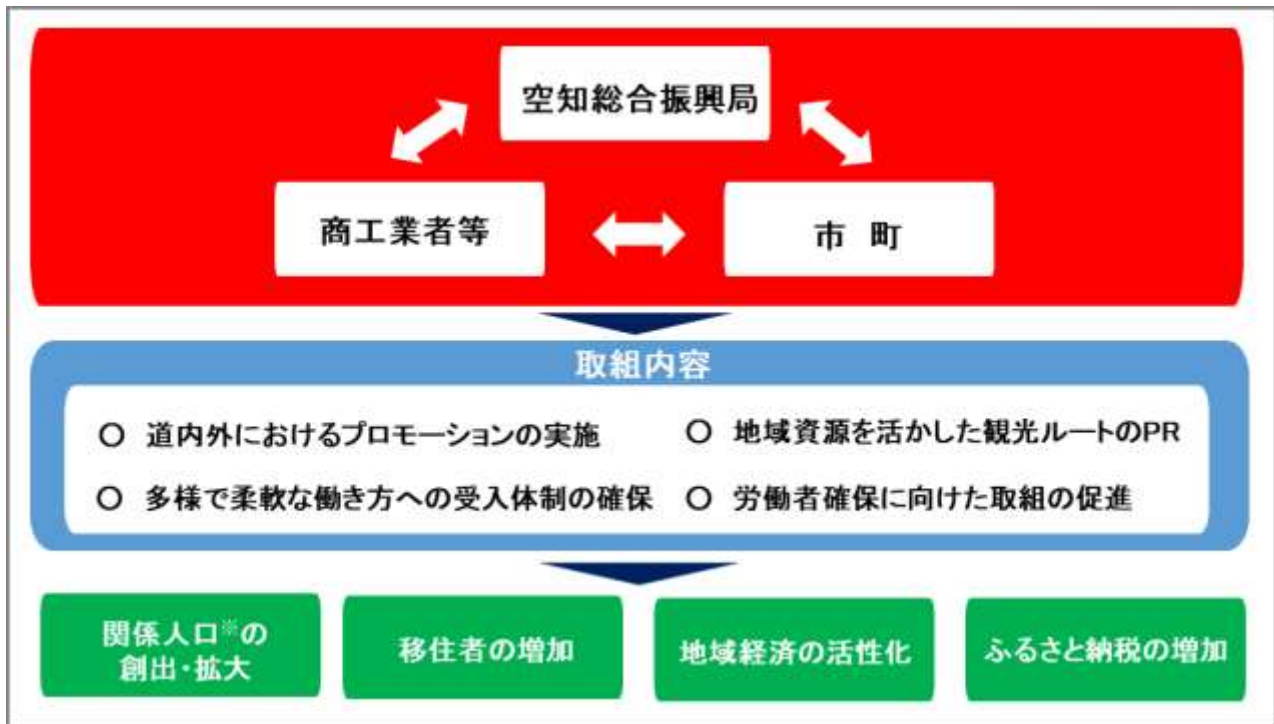 空知総合振興局
商工業者等
市 町
取組内容
○ 道内外におけるプロモーションの実施
○ 地域資源を活かした観光ルートのPR
○ 多様で柔軟な働き方への受入体制の確保
○ 労働者確保に向けた取組の促進
関係人口※の
創出・拡大
移住者の増加
地域経済の活性化
ふるさと納税の増加